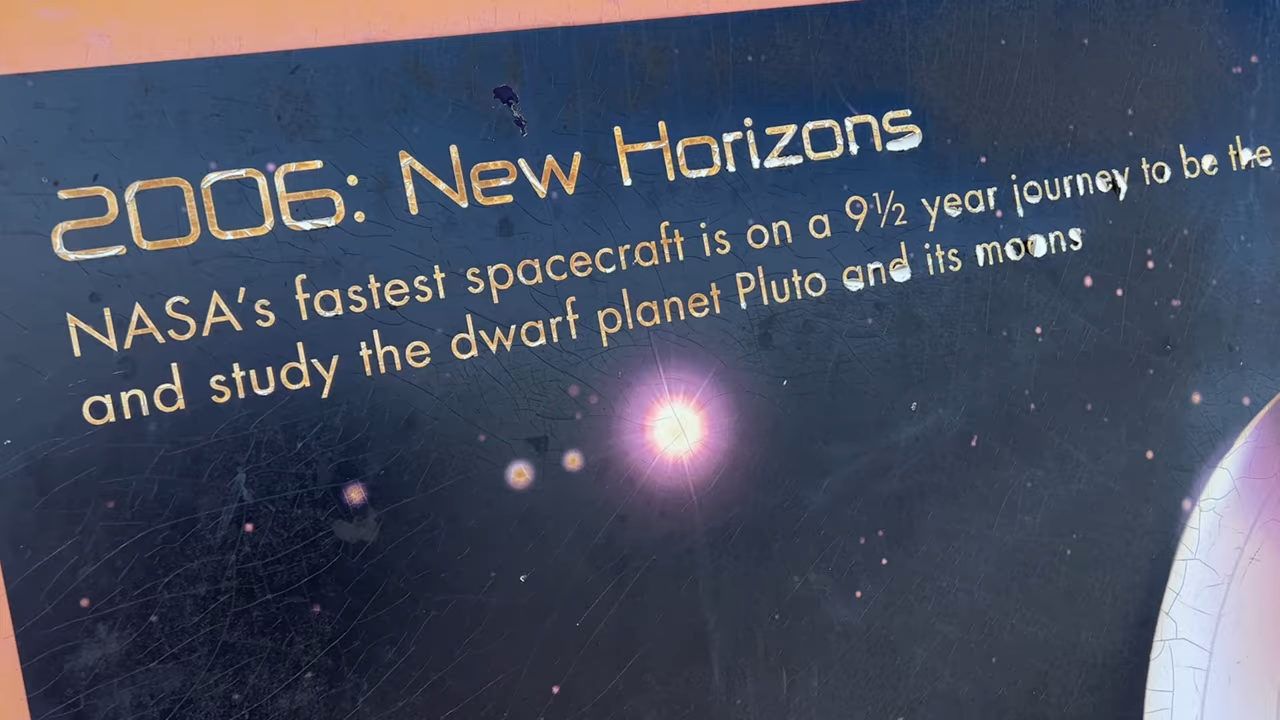 2006: New Horizons
NASA's fastest spacecraft is on a 9½ year journey to be the
and study the dwarf planet Pluto and its moons